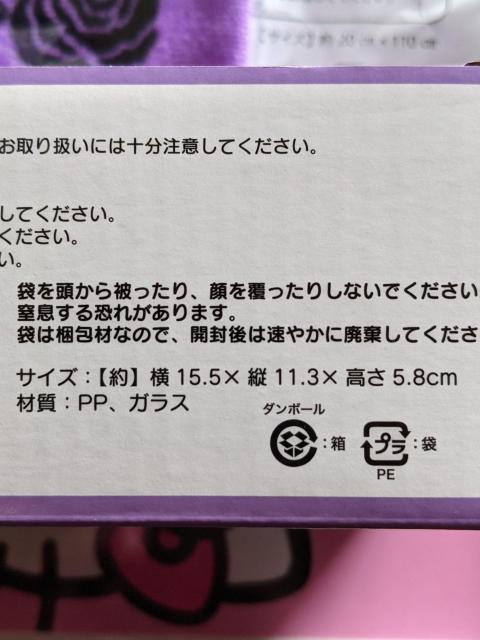 【サイズ】約 20cm×110cm
お取り扱いには十分注意してください。
してください。
ください。
い。
袋を頭から被ったり、顔を覆ったりしないでください
窒息する恐れがあります。
袋は梱包材なので、開封後は速やかに廃棄してくださ
サイズ：【約】横 15.5× 縦 11.3× 高さ 5.8cm
材質：PP、ガラス
ダンボール
：箱 プラ ：袋
PE